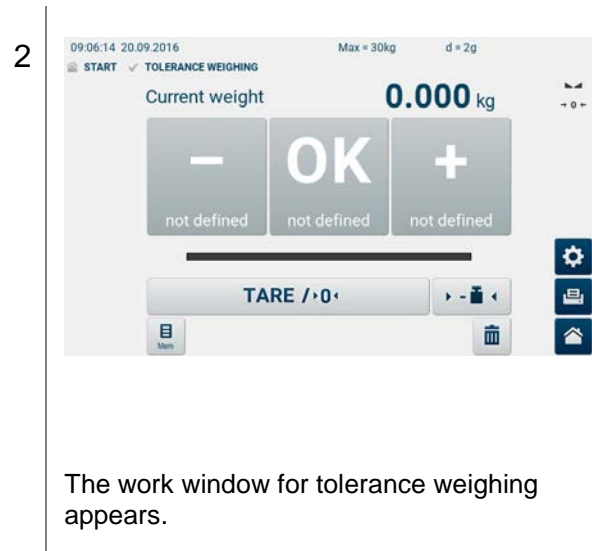 2
09:06:14 20.09.2016 Max = 30kg d = 2g
START TOLERANCE WEIGHING
Current weight 0.000 kg
→ 0 ←
− OK +
not defined not defined not defined
TARE / 0
Mem
The work window for tolerance weighing
appears.